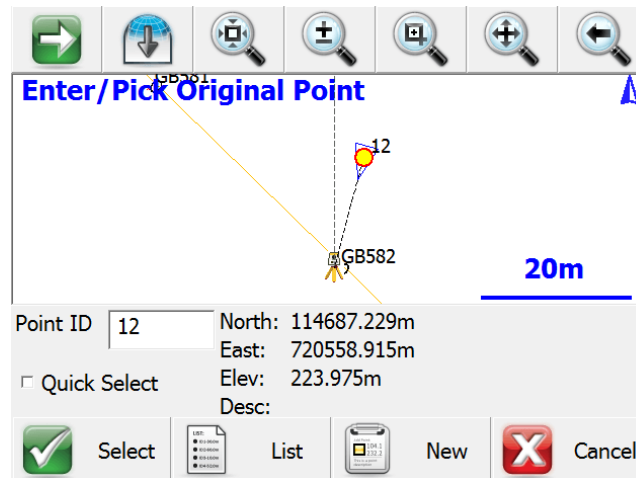 GB581
Enter/Pick Original Point
12
GB582
20m
Point ID 12
North: 114687.229m
East: 720558.915m
Quick Select
Elev: 223.975m
Desc:
Select
List
New
Cancel